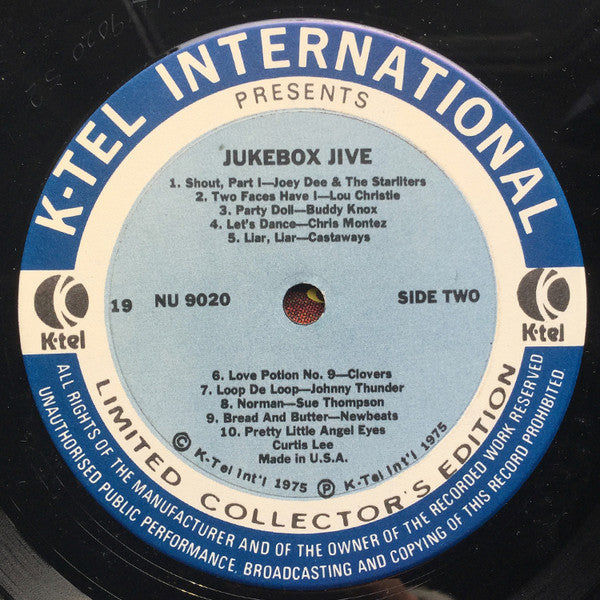 K-TEL INTERNATIONAL
PRESENTS
JUKEBOX JIVE
1. Shout, Part I—Joey Dee & The Starliters
2. Two Faces Have I—Lou Christie
3. Party Doll—Buddy Knox
4. Let's Dance—Chris Montez
5. Liar, Liar—Castaways
19 NU 9020 SIDE TWO
K-tel
K-tel
6. Love Potion No. 9—Clovers
7. Loop De Loop—Johnny Thunder
8. Norman—Sue Thompson
9. Bread And Butter—Newbeats
10. Pretty Little Angel Eyes
Curtis Lee
Made in U.S.A.
© K-Tel Int'l 1975 ℗ K-Tel Int'l 1975
LIMITED COLLECTOR'S EDITION
ALL RIGHTS OF THE MANUFACTURER AND OF THE OWNER OF THE RECORDED WORK RESERVED
UNAUTHORISED PUBLIC PERFORMANCE, BROADCASTING AND COPYING OF THIS RECORD PROHIBITED